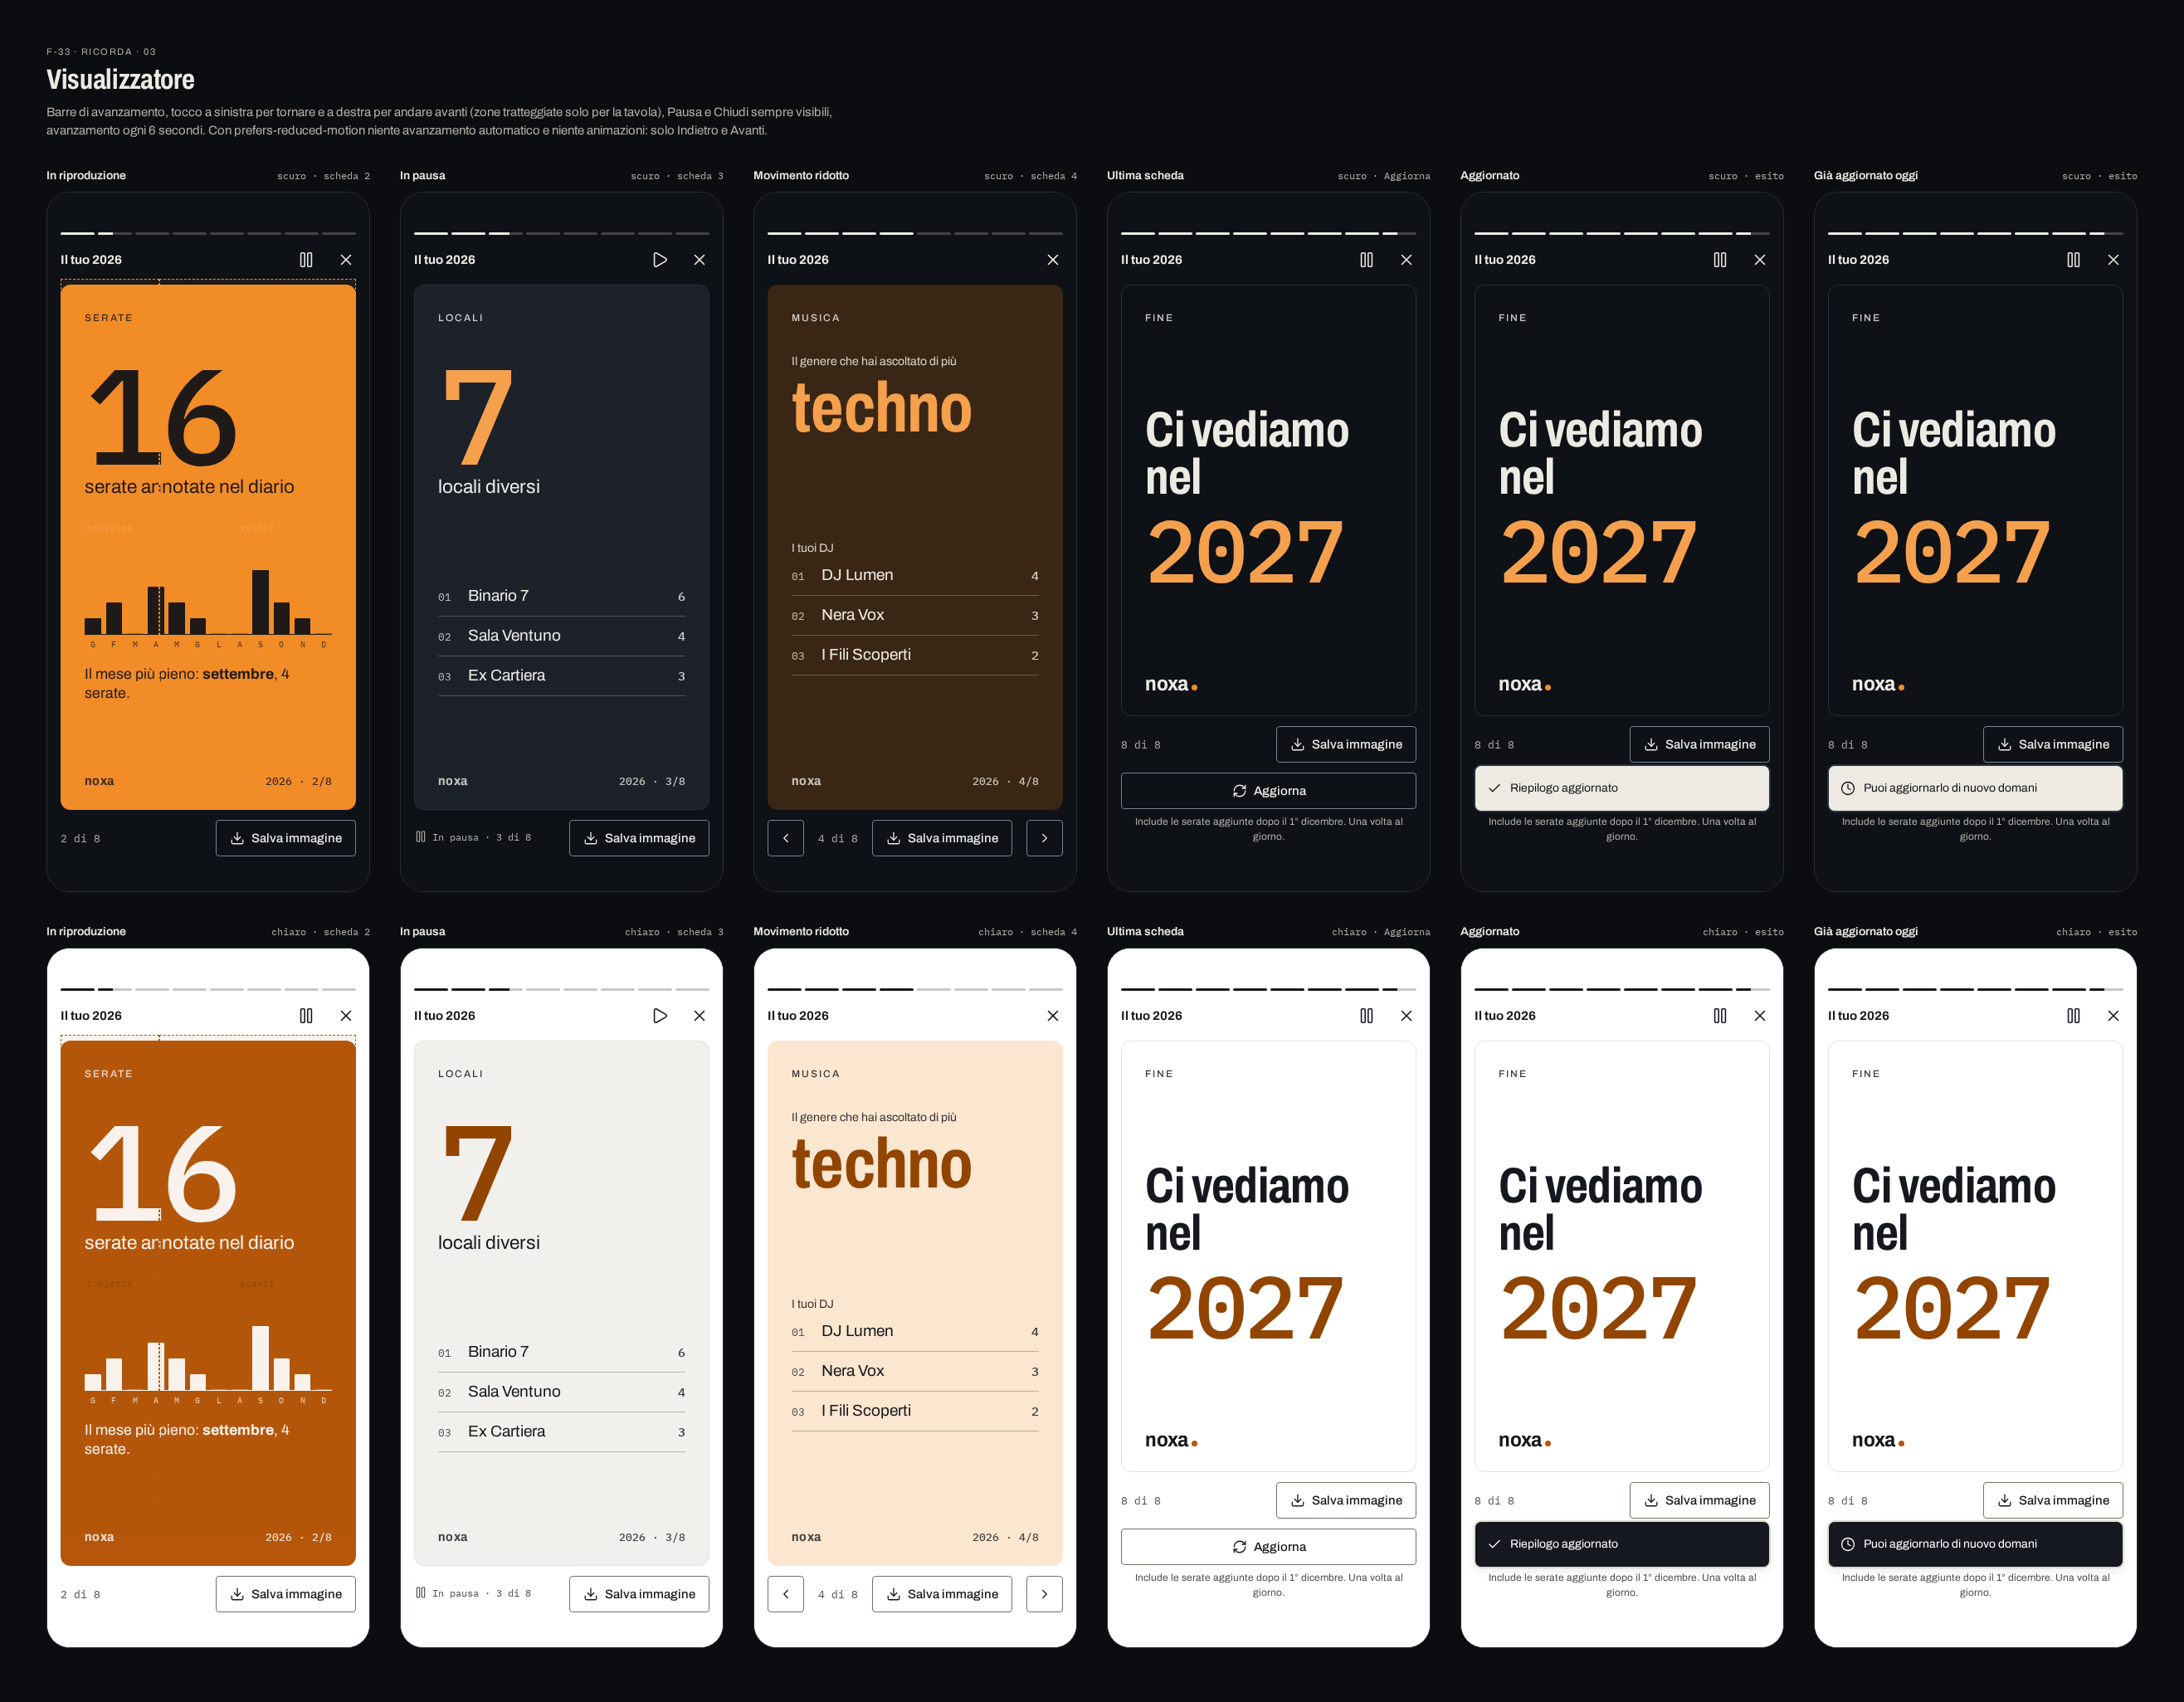 F-33 · RICORDA · 03
Visualizzatore
Barre di avanzamento, tocco a sinistra per tornare e a destra per andare avanti (zone tratteggiate solo per la tavola), Pausa e Chiudi sempre visibili,
avanzamento ogni 6 secondi. Con prefers-reduced-motion niente avanzamento automatico e niente animazioni: solo Indietro e Avanti.
In riproduzione
scuro · scheda 2
Il tuo 2026
SERATE
16
serate annotate nel diario
indietro
avanti
G F M A M G L A S O N D
Il mese più pieno: settembre, 4
serate.
noxa
2026 · 2/8
2 di 8
Salva immagine
In pausa
scuro · scheda 3
Il tuo 2026
LOCALI
7
locali diversi
01 Binario 7 6
02 Sala Ventuno 4
03 Ex Cartiera 3
noxa
2026 · 3/8
In pausa · 3 di 8
Salva immagine
Movimento ridotto
scuro · scheda 4
Il tuo 2026
MUSICA
Il genere che hai ascoltato di più
techno
I tuoi DJ
01 DJ Lumen 4
02 Nera Vox 3
03 I Fili Scoperti 2
noxa
2026 · 4/8
4 di 8
Salva immagine
Ultima scheda
scuro · Aggiorna
Il tuo 2026
FINE
Ci vediamo
nel
2027
noxa.
8 di 8
Salva immagine
Aggiorna
Include le serate aggiunte dopo il 1° dicembre. Una volta al
giorno.
Aggiornato
scuro · esito
Il tuo 2026
FINE
Ci vediamo
nel
2027
noxa.
8 di 8
Salva immagine
Riepilogo aggiornato
Include le serate aggiunte dopo il 1° dicembre. Una volta al
giorno.
Già aggiornato oggi
scuro · esito
Il tuo 2026
FINE
Ci vediamo
nel
2027
noxa.
8 di 8
Salva immagine
Puoi aggiornarlo di nuovo domani
Include le serate aggiunte dopo il 1° dicembre. Una volta al
giorno.
In riproduzione
chiaro · scheda 2
Il tuo 2026
SERATE
16
serate annotate nel diario
indietro
avanti
G F M A M G L A S O N D
Il mese più pieno: settembre, 4
serate.
noxa
2026 · 2/8
2 di 8
Salva immagine
In pausa
chiaro · scheda 3
Il tuo 2026
LOCALI
7
locali diversi
01 Binario 7 6
02 Sala Ventuno 4
03 Ex Cartiera 3
noxa
2026 · 3/8
In pausa · 3 di 8
Salva immagine
Movimento ridotto
chiaro · scheda 4
Il tuo 2026
MUSICA
Il genere che hai ascoltato di più
techno
I tuoi DJ
01 DJ Lumen 4
02 Nera Vox 3
03 I Fili Scoperti 2
noxa
2026 · 4/8
4 di 8
Salva immagine
Ultima scheda
chiaro · Aggiorna
Il tuo 2026
FINE
Ci vediamo
nel
2027
noxa.
8 di 8
Salva immagine
Aggiorna
Include le serate aggiunte dopo il 1° dicembre. Una volta al
giorno.
Aggiornato
chiaro · esito
Il tuo 2026
FINE
Ci vediamo
nel
2027
noxa.
8 di 8
Salva immagine
Riepilogo aggiornato
Include le serate aggiunte dopo il 1° dicembre. Una volta al
giorno.
Già aggiornato oggi
chiaro · esito
Il tuo 2026
FINE
Ci vediamo
nel
2027
noxa.
8 di 8
Salva immagine
Puoi aggiornarlo di nuovo domani
Include le serate aggiunte dopo il 1° dicembre. Una volta al
giorno.